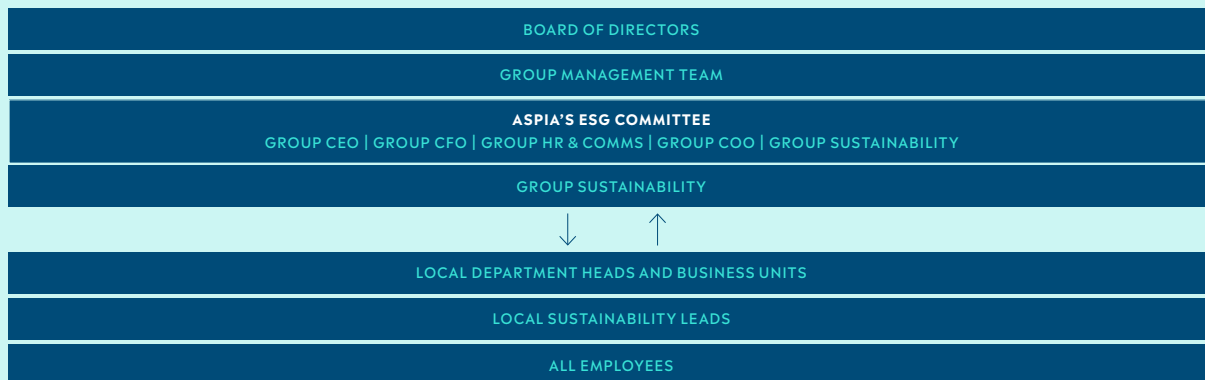 BOARD OF DIRECTORS
GROUP MANAGEMENT TEAM
ASPIA’S ESG COMMITTEE
GROUP CEO | GROUP CFO | GROUP HR & COMMS | GROUP COO | GROUP SUSTAINABILITY
GROUP SUSTAINABILITY
LOCAL DEPARTMENT HEADS AND BUSINESS UNITS
LOCAL SUSTAINABILITY LEADS
ALL EMPLOYEES